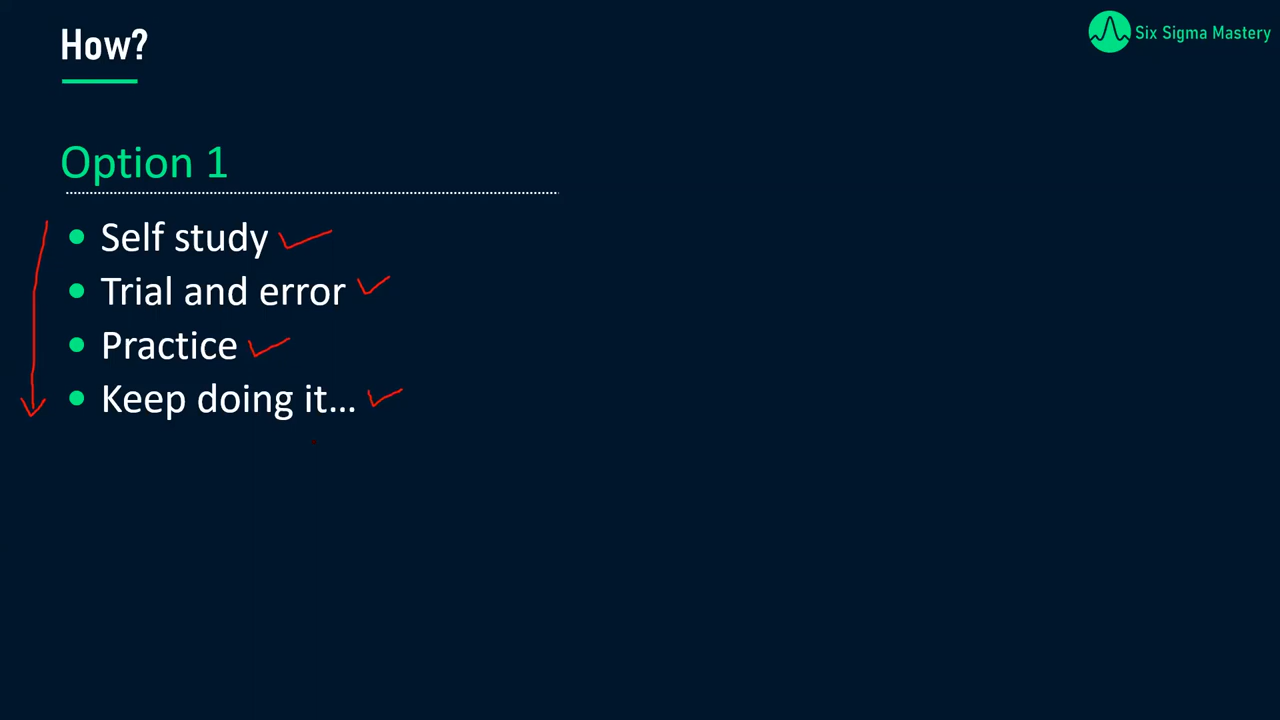 How?
Six Sigma Mastery
Option 1
Self study
Trial and error
Practice
Keep doing it...